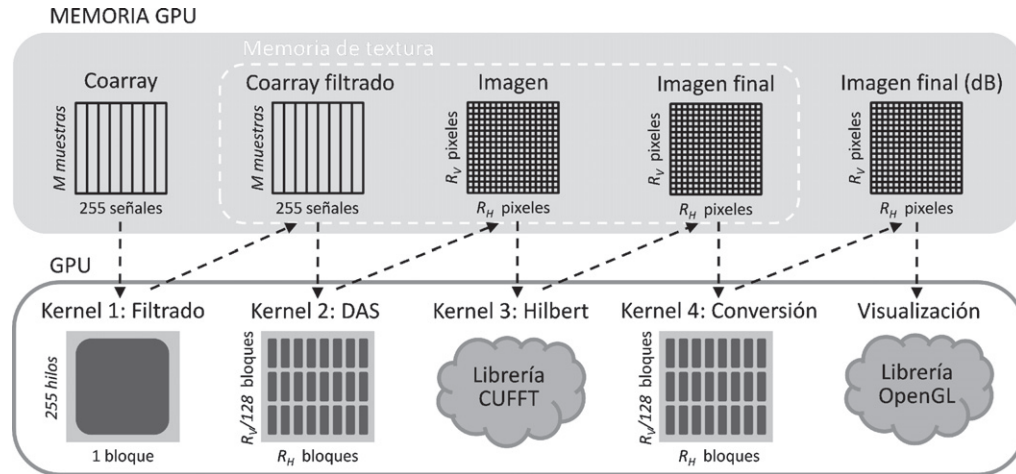 MEMORIA GPU
Memoria de textura
Coarray
Coarray filtrado
Imagen
Imagen final
Imagen final (dB)
M muestras
M muestras
R_V pixeles
R_V pixeles
R_V pixeles
255 señales
255 señales
R_H pixeles
R_H pixeles
R_H pixeles
GPU
Kernel 1: Filtrado
Kernel 2: DAS
Kernel 3: Hilbert
Kernel 4: Conversión
Visualización
255 hilos
R_V/128 bloques
Librería
CUFFT
R_V/128 bloques
Librería
OpenGL
1 bloque
R_H bloques
R_H bloques